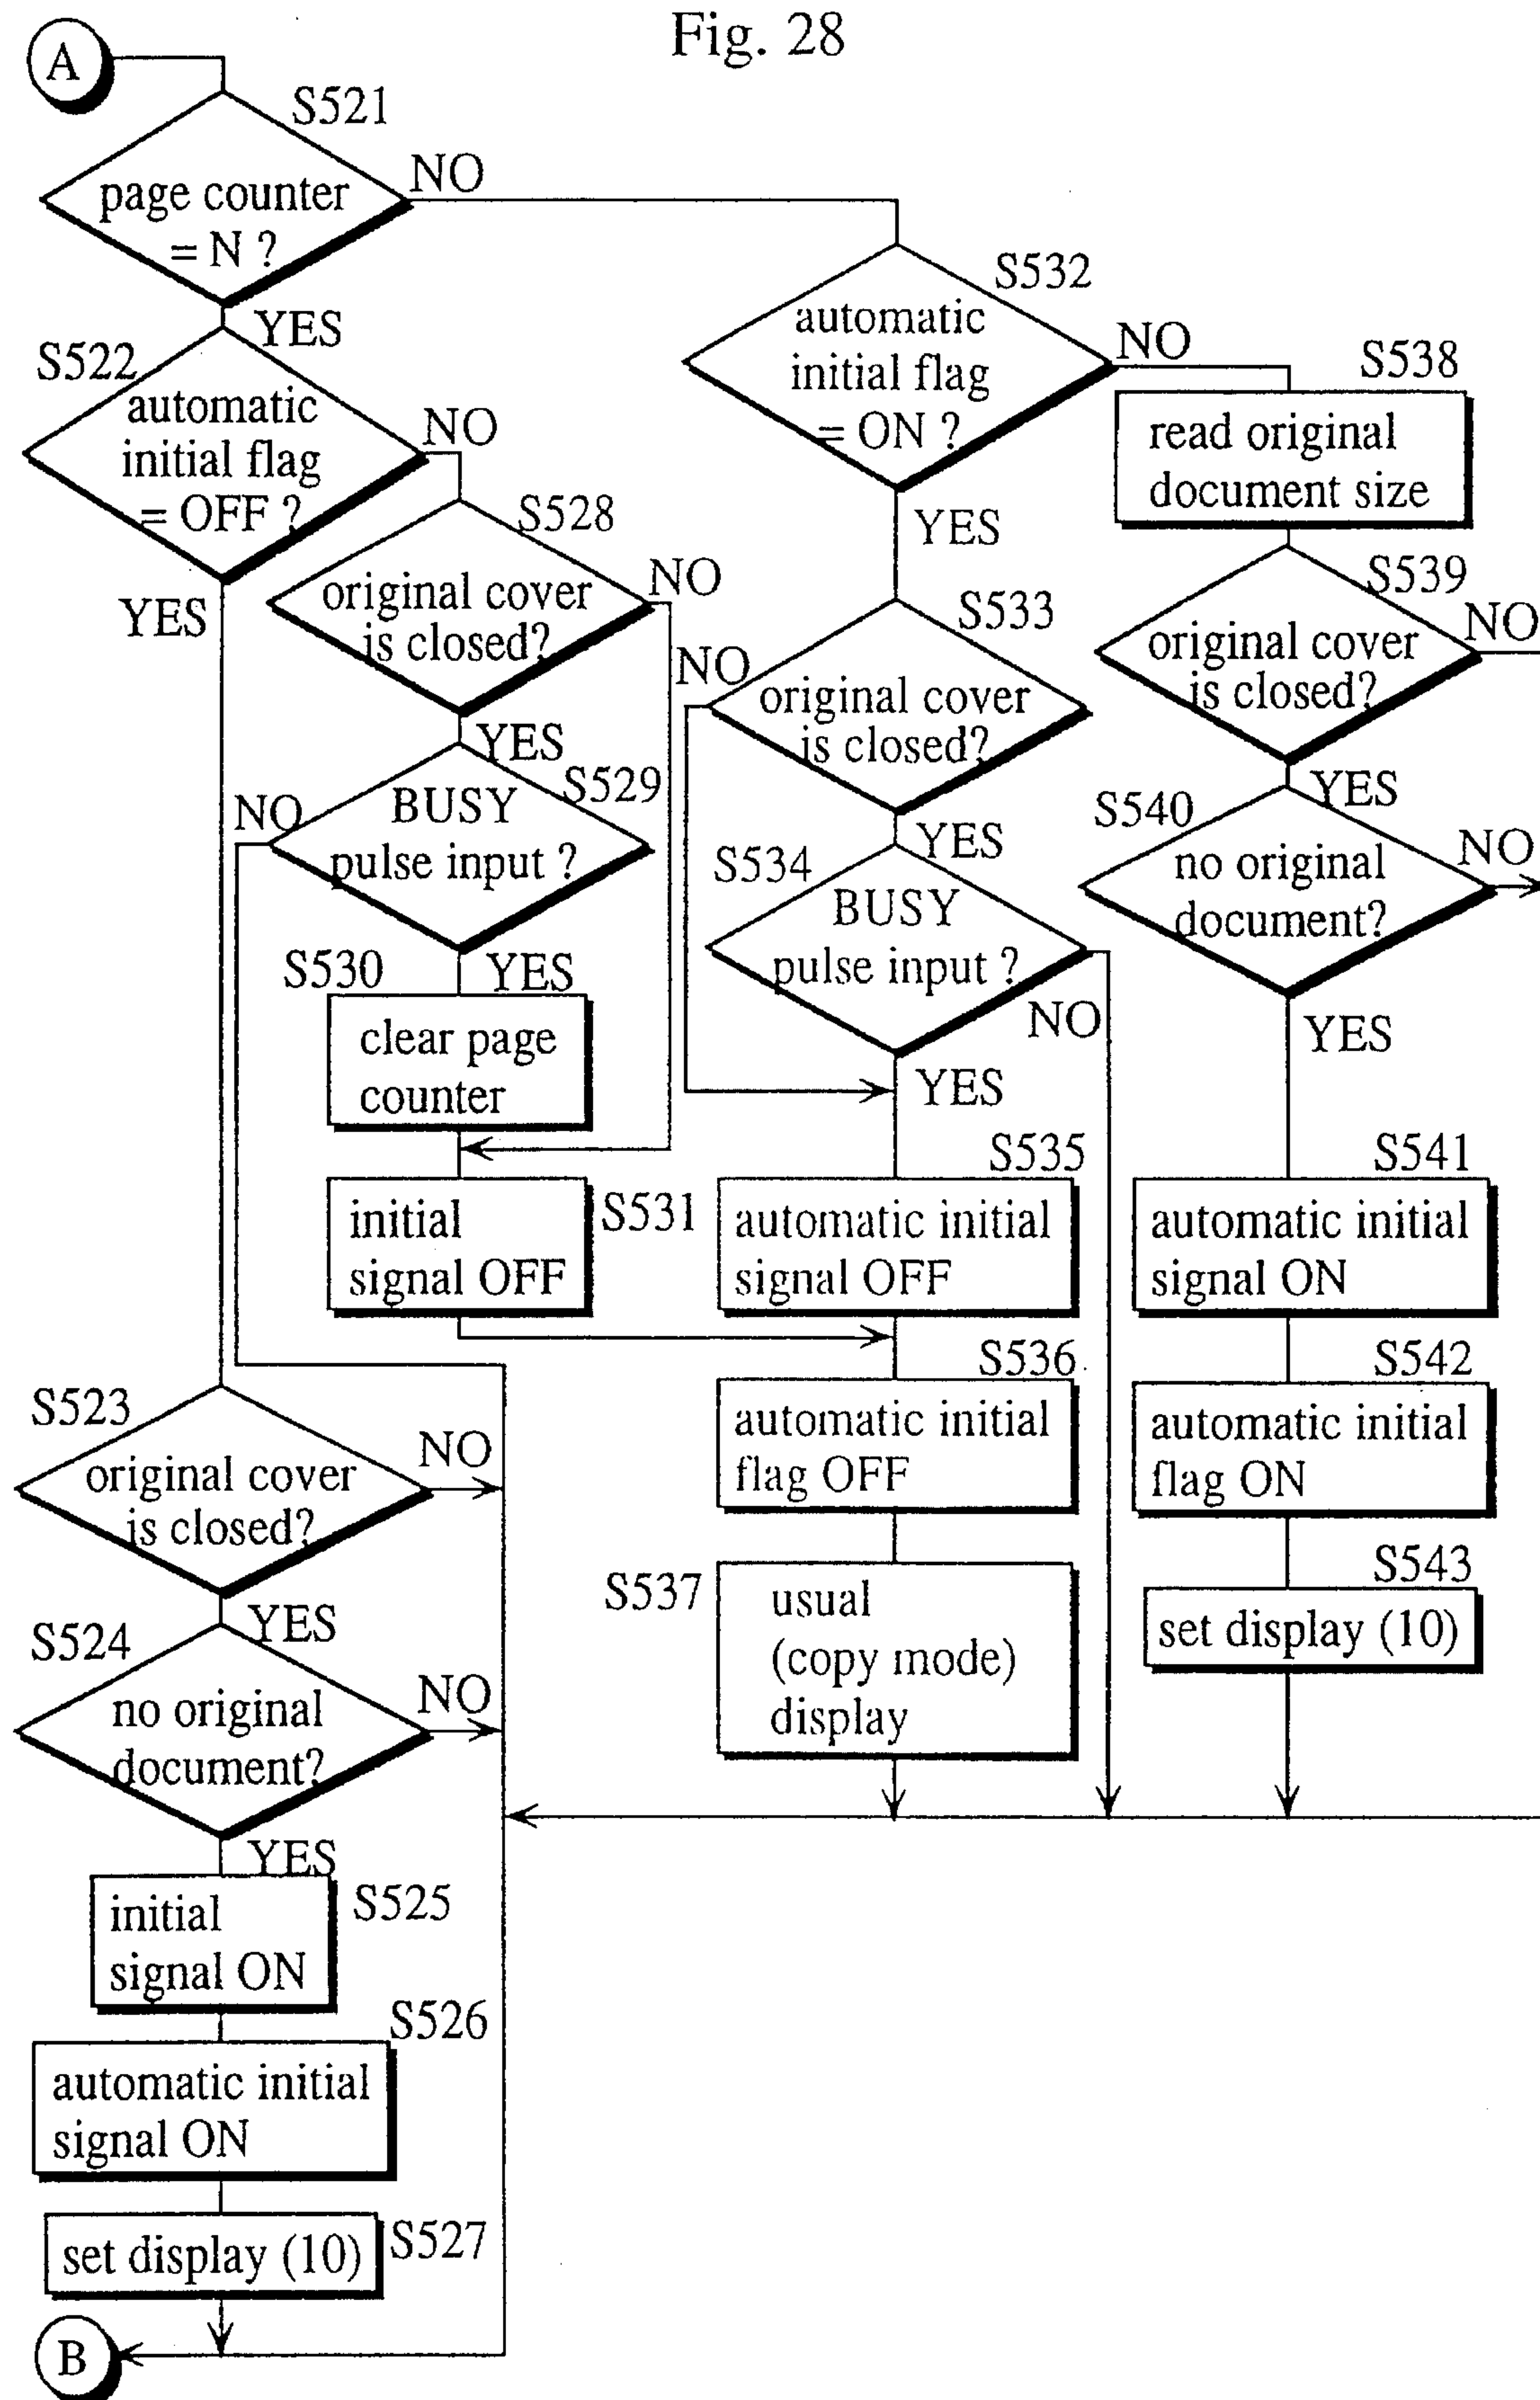 Fig. 28
A
S521
page counter
= N ?
NO
YES
S522
automatic
initial flag
= OFF ?
NO
YES
S528
original cover
is closed?
NO
YES
S529
BUSY
pulse input ?
NO
YES
S530
clear page
counter
S531
initial
signal OFF
S523
original cover
is closed?
NO
YES
S524
no original
document?
NO
YES
S525
initial
signal ON
S526
automatic initial
signal ON
S527
set display (10)
B
S532
automatic
initial flag
= ON ?
NO
YES
S533
original cover
is closed?
NO
YES
S534
BUSY
pulse input ?
NO
YES
S535
automatic initial
signal OFF
S536
automatic initial
flag OFF
S537
usual
(copy mode)
display
S538
read original
document size
S539
original cover
is closed?
NO
YES
S540
no original
document?
NO
YES
S541
automatic initial
signal ON
S542
automatic initial
flag ON
S543
set display (10)